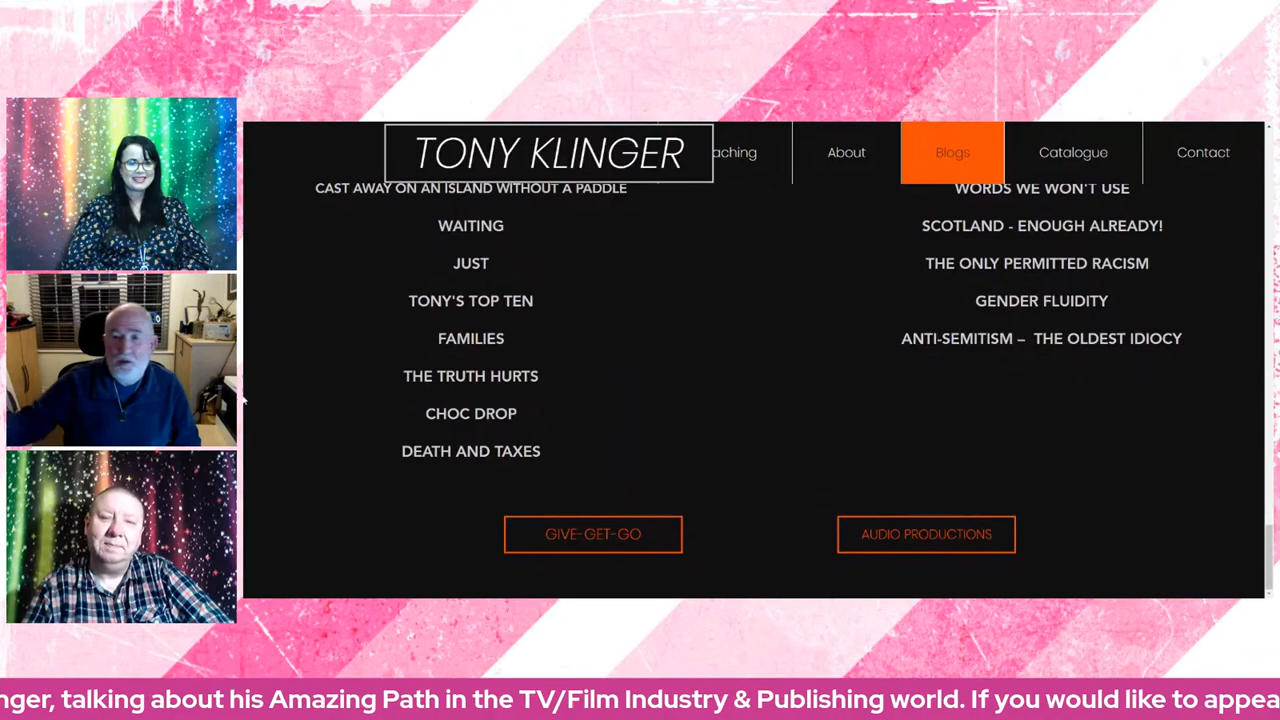 TONY KLINGER
aching
About
Blogs
Catalogue
Contact
CAST AWAY ON AN ISLAND WITHOUT A PADDLE
WAITING
JUST
TONY'S TOP TEN
FAMILIES
THE TRUTH HURTS
CHOC DROP
DEATH AND TAXES
WORDS WE WON'T USE
SCOTLAND - ENOUGH ALREADY!
THE ONLY PERMITTED RACISM
GENDER FLUIDITY
ANTI-SEMITISM – THE OLDEST IDIOCY
GIVE-GET-GO
AUDIO PRODUCTIONS
nger, talking about his Amazing Path in the TV/Film Industry & Publishing world. If you would like to appea